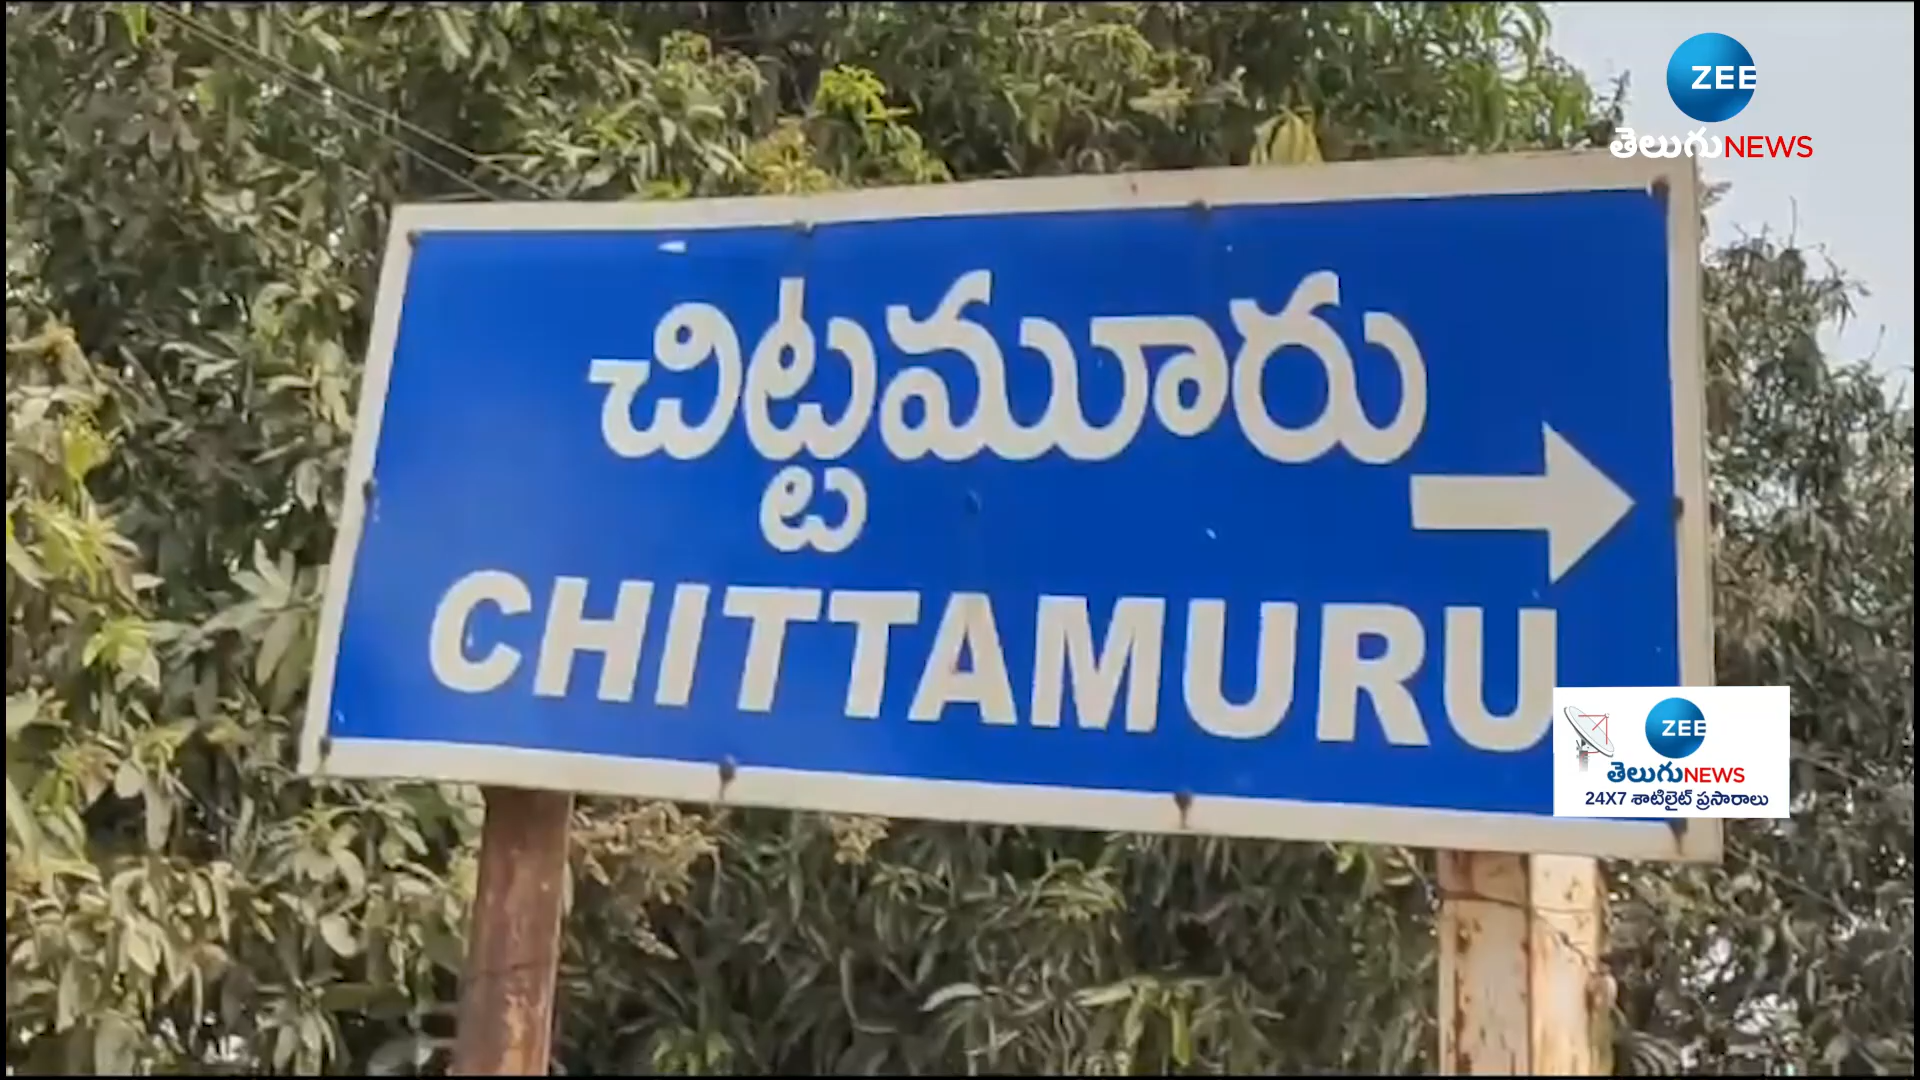 ZEE
తెలుగు NEWS
చిట్టమూరు
CHITTAMURU
ZEE
తెలుగు NEWS
24X7 శాటిలైట్ ప్రసారాలు